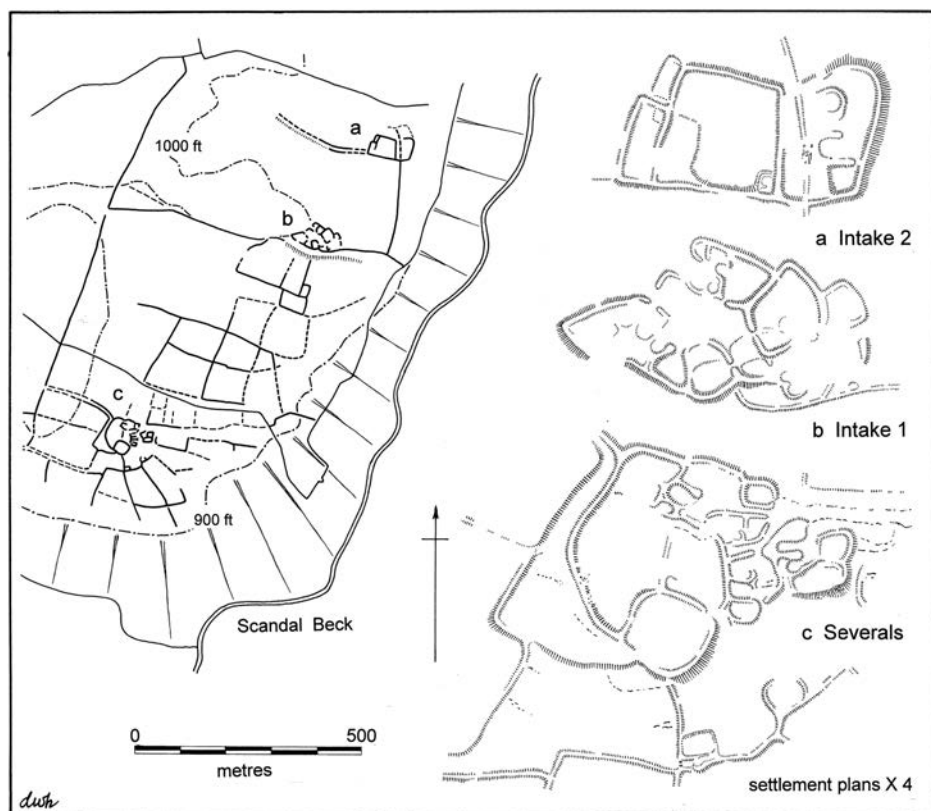 1000 ft
a
b
c
900 ft
Scandal Beck
0 500
metres
a Intake 2
b Intake 1
c Severals
settlement plans X 4
dwh